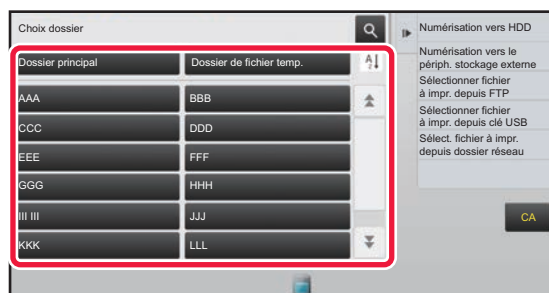 Choix dossier
Dossier principal
Dossier de fichier temp.
AAA
BBB
CCC
DDD
EEE
FFF
GGG
HHH
III III
JJJ
KKK
LLL
Numérisation vers HDD
Numérisation vers le
périph. stockage externe
Sélectionner fichier
à impr. depuis FTP
Sélectionner fichier
à impr. depuis clé USB
Sélect. fichier à impr.
depuis dossier réseau
CA